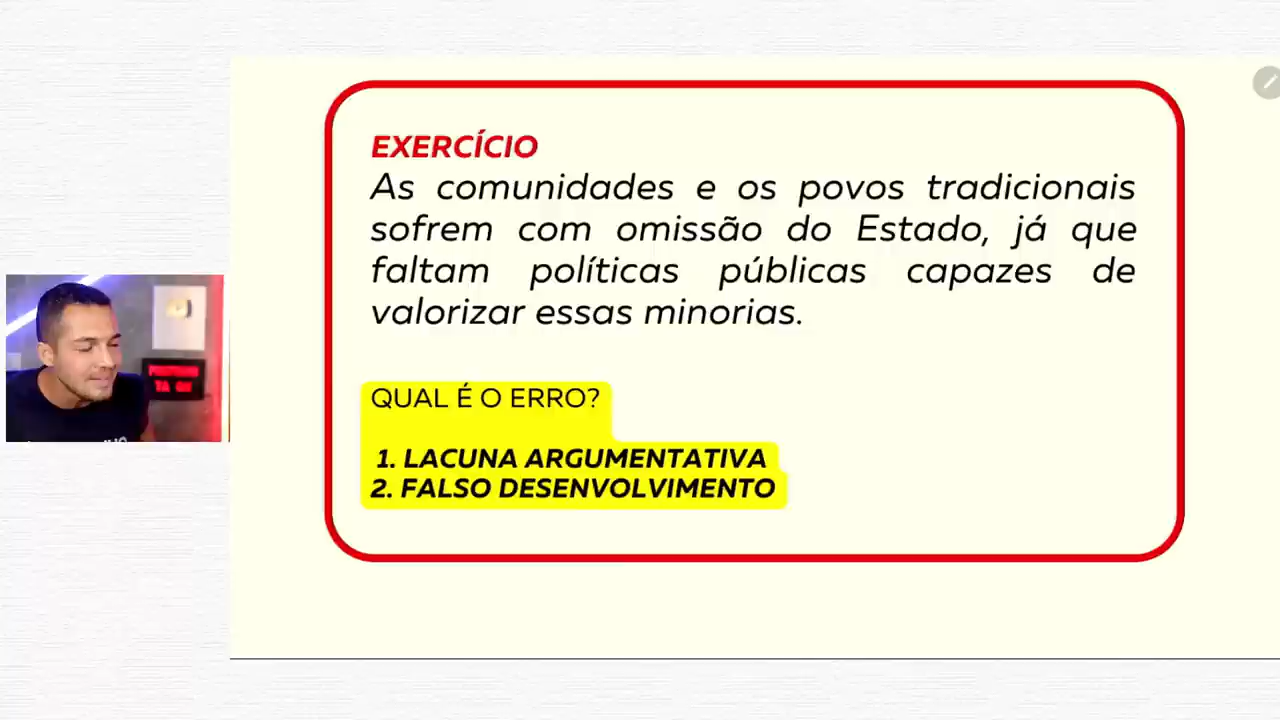 EXERCÍCIO
As comunidades e os povos tradicionais
sofrem com omissão do Estado, já que
faltam políticas públicas capazes de
valorizar essas minorias.
QUAL É O ERRO?
1. LACUNA ARGUMENTATIVA
2. FALSO DESENVOLVIMENTO